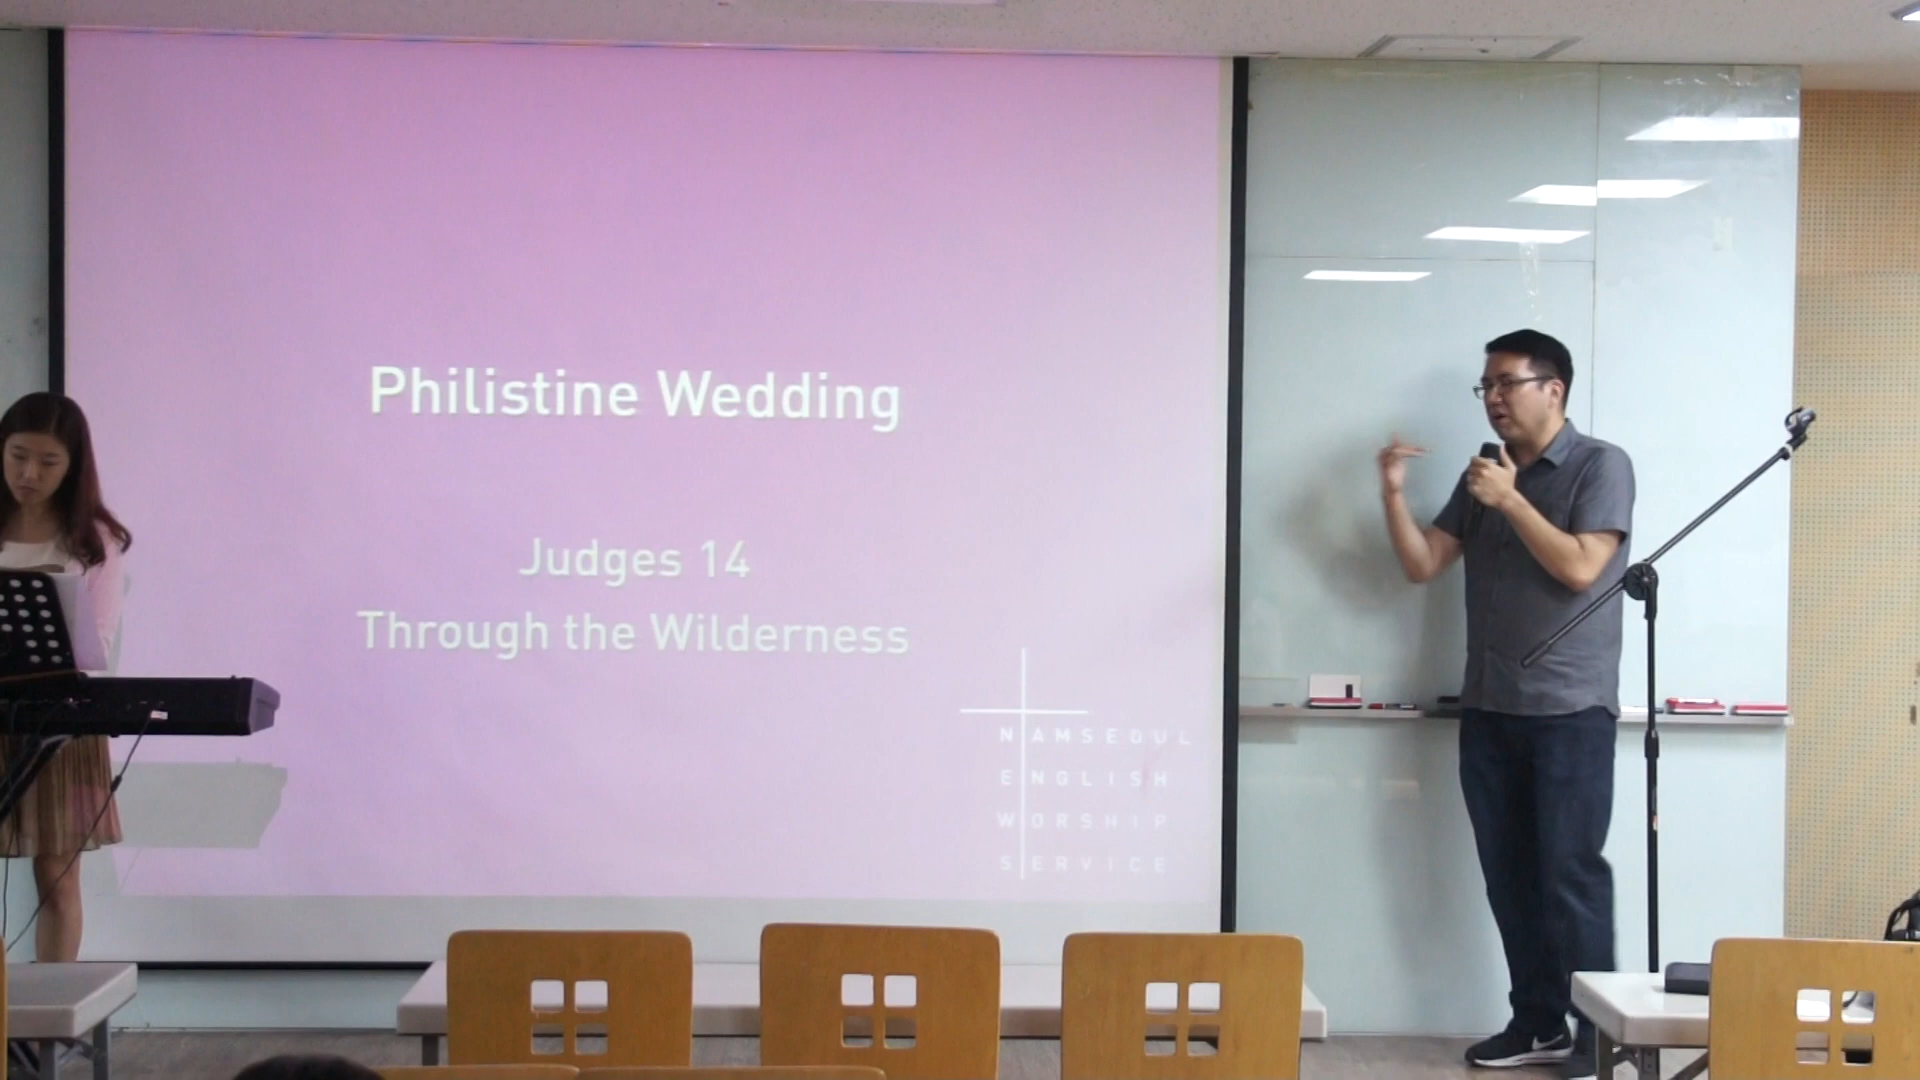 Philistine Wedding
Judges 14
Through the Wilderness
NAMSEOUL
ENGLISH
WORSHIP
SERVICE